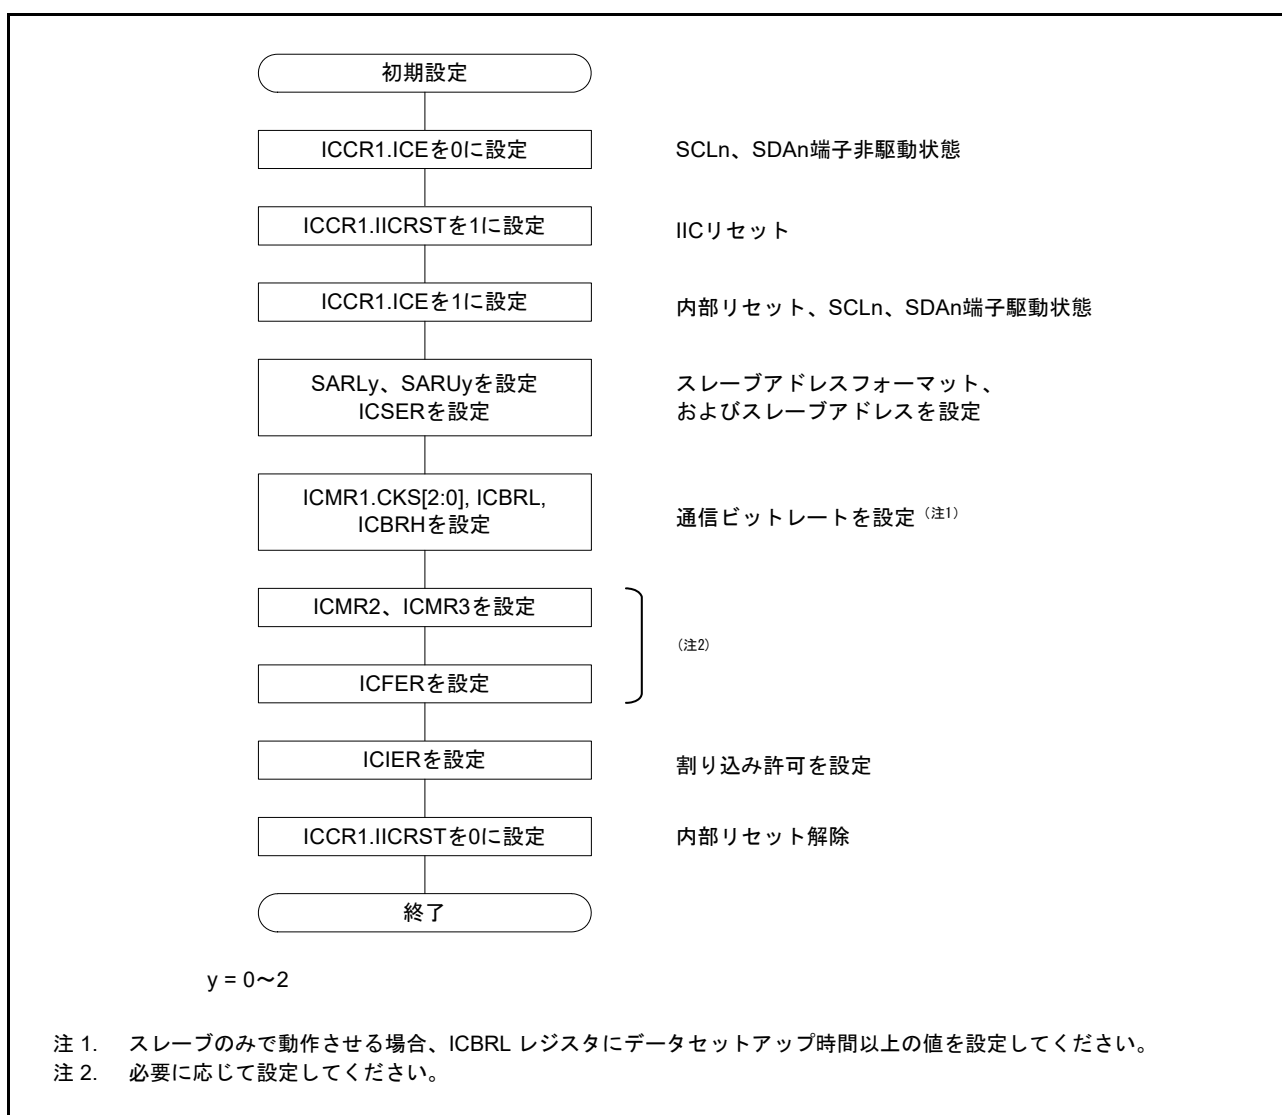 初期設定
ICCR1.ICEを0に設定
SCLn、SDAn端子非駆動状態
ICCR1.IICRSTを1に設定
IICリセット
ICCR1.ICEを1に設定
内部リセット、SCLn、SDAn端子駆動状態
SARLy、SARUyを設定
ICSERを設定
スレーブアドレスフォーマット、
およびスレーブアドレスを設定
ICMR1.CKS[2:0], ICBRL,
ICBRHを設定
通信ビットレートを設定（注1）
ICMR2、ICMR3を設定
（注2）
ICFERを設定
ICIERを設定
割り込み許可を設定
ICCR1.IICRSTを0に設定
内部リセット解除
終了
y = 0〜2
注 1. スレーブのみで動作させる場合、ICBRL レジスタにデータセットアップ時間以上の値を設定してください。
注 2. 必要に応じて設定してください。